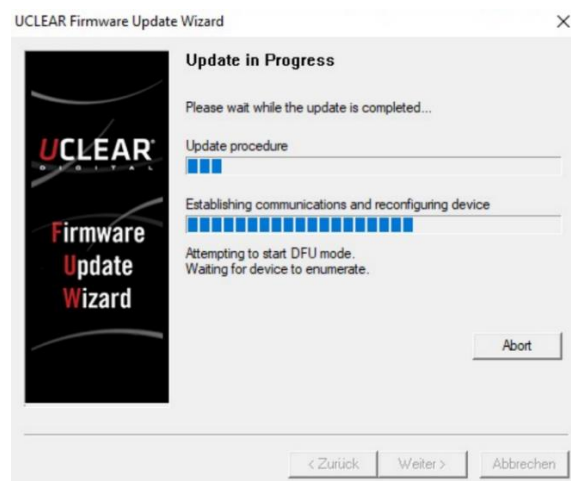 UCLEAR Firmware Update Wizard
UCLEAR
DIGITAL
Firmware
Update
Wizard
Update in Progress
Please wait while the update is completed...
Update procedure
Establishing communications and reconfiguring device
Attempting to start DFU mode.
Waiting for device to enumerate.
Abort
< Zurück
Weiter >
Abbrechen